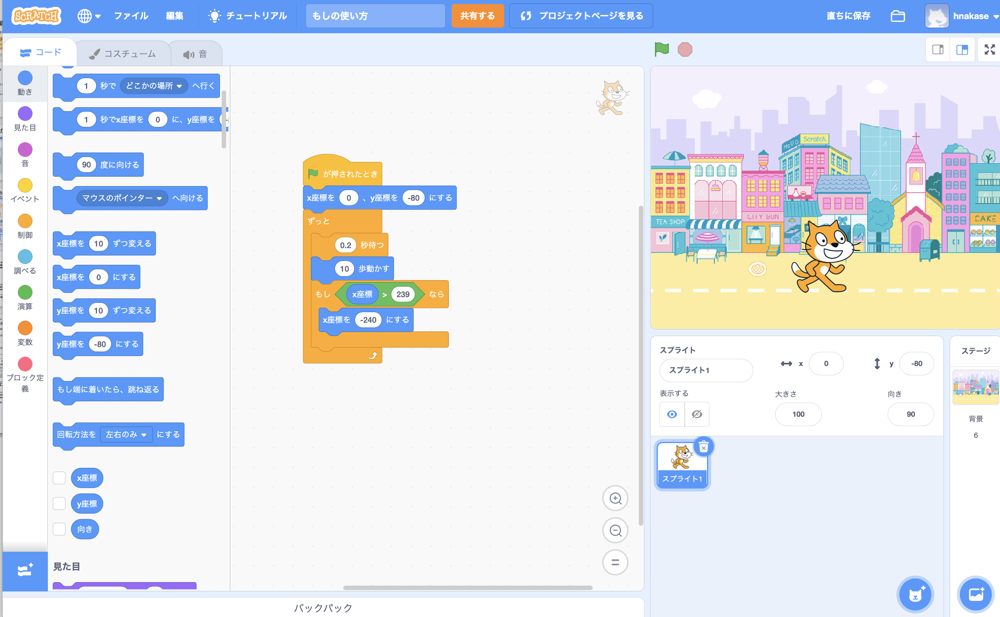 SCRATCH
ファイル
編集
チュートリアル
もしの使い方
共有する
プロジェクトページを見る
直ちに保存
hnakase
コード
コスチューム
音
動き
見た目
音
イベント
制御
調べる
演算
変数
ブロック定
義
1 秒で どこかの場所 へ行く
1 秒でx座標を 0 に、y座標を
90 度に向ける
マウスのポインター へ向ける
x座標を 10 ずつ変える
x座標を 0 にする
y座標を 10 ずつ変える
y座標を -80 にする
もし端に着いたら、跳ね返る
回転方法を 左右のみ にする
x座標
y座標
向き
見た目
が押されたとき
x座標を 0 、y座標を -80 にする
ずっと
0.2 秒待つ
10 歩動かす
もし x座標 > 239 なら
x座標を -240 にする
バックパック
HELLO
Scratch
TEA SHOP
CITY BUN
CAKE
スプライト
スプライト1
x 0
y -80
表示する
大きさ
100
向き
90
スプライト1
ステージ
背景
6